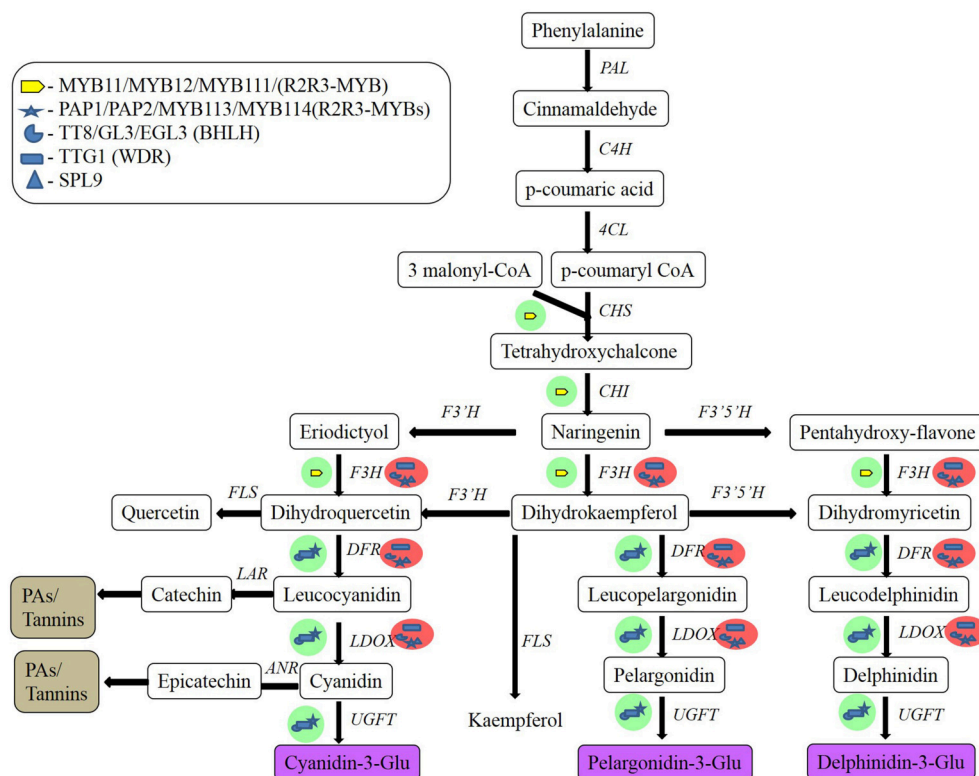 Phenylalanine
- MYB11/MYB12/MYB111/(R2R3-MYB)
- PAP1/PAP2/MYB113/MYB114(R2R3-MYBs)
- TT8/GL3/EGL3 (BHLH)
- TTG1 (WDR)
- SPL9
PAL
Cinnamaldehyde
C4H
p-coumaric acid
4CL
3 malonyl-CoA
p-coumaryl CoA
CHS
Tetrahydroxychalcone
CHI
Eriodictyol
F3’H
Naringenin
F3’5’H
Pentahydroxy-flavone
F3H
F3H
F3H
Quercetin
FLS
Dihydroquercetin
F3’H
Dihydrokaempferol
F3’5’H
Dihydromyricetin
DFR
DFR
DFR
PAs/
Tannins
Catechin
LAR
Leucocyanidin
Leucopelargonidin
Leucodelphinidin
LDOX
FLS
LDOX
LDOX
PAs/
Tannins
Epicatechin
ANR
Cyanidin
Pelargonidin
Delphinidin
UGFT
Kaempferol
UGFT
UGFT
Cyanidin-3-Glu
Pelargonidin-3-Glu
Delphinidin-3-Glu